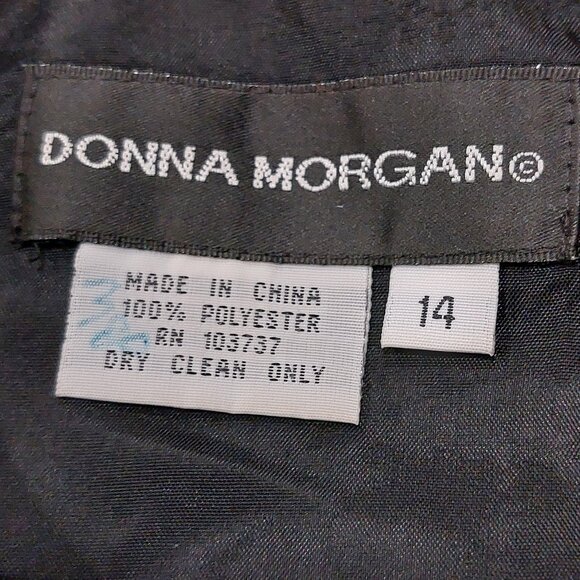 DONNA MORGAN©
MADE IN CHINA
100% POLYESTER
RN 103737
DRY CLEAN ONLY
14